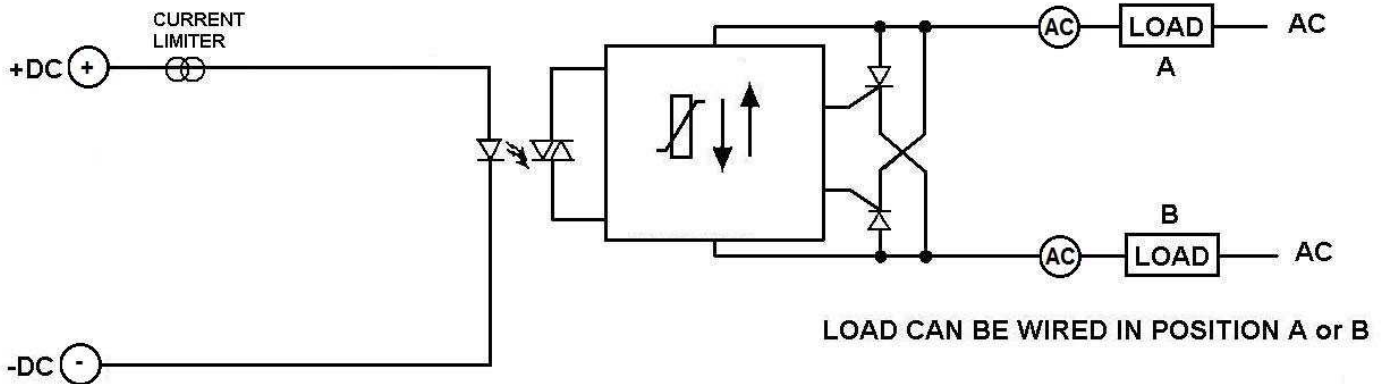 CURRENT
LIMITER
+DC +
AC
LOAD
AC
A
B
AC
LOAD
AC
LOAD CAN BE WIRED IN POSITION A or B
-DC -